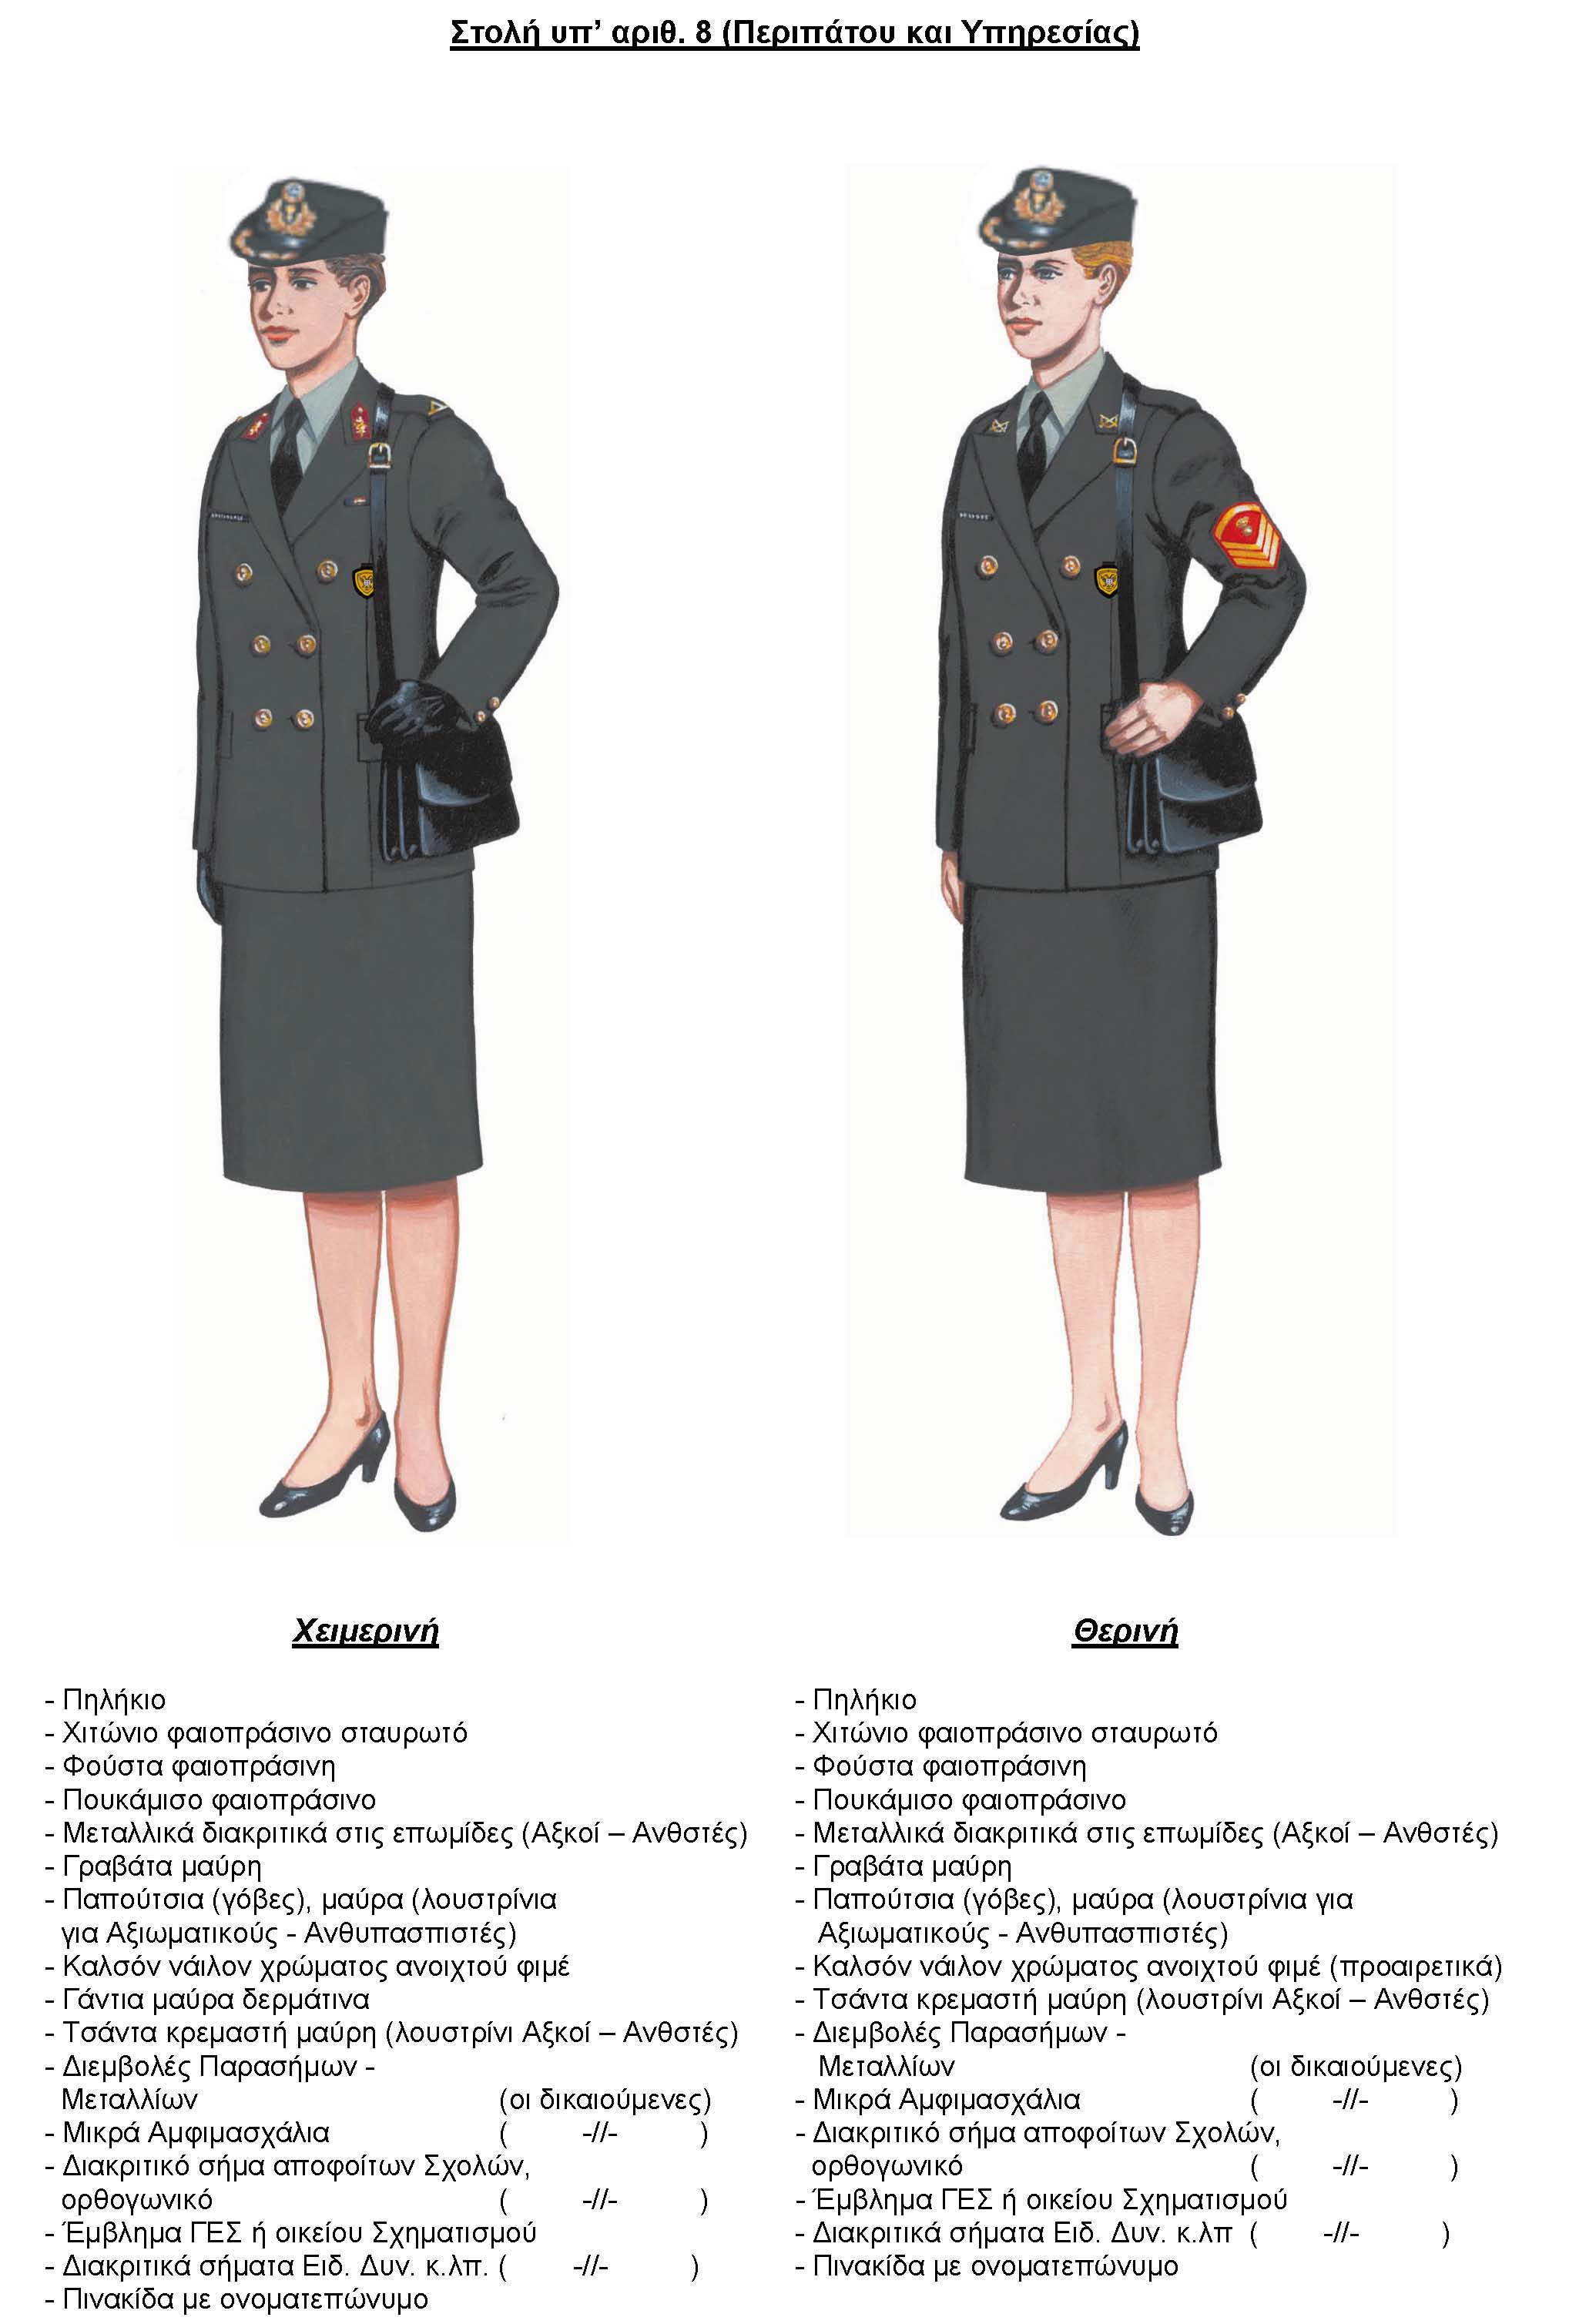 Στολή υπ’ αριθ. 8 (Περιπάτου και Υπηρεσίας)
Χειμερινή
- Πηλήκιο
- Χιτώνιο φαιοπράσινο σταυρωτό
- Φούστα φαιοπράσινη
- Πουκάμισο φαιοπράσινο
- Μεταλλικά διακριτικά στις επωμίδες (Αξκοί – Ανθστές)
- Γραβάτα μαύρη
- Παπούτσια (γόβες), μαύρα (λουστρίνια
για Αξιωματικούς - Ανθυπασπιστές)
- Καλσόν νάιλον χρώματος ανοιχτού φιμέ
- Γάντια μαύρα δερμάτινα
- Τσάντα κρεμαστή μαύρη (λουστρίνι Αξκοί – Ανθστές)
- Διεμβολές Παρασήμων -
Μεταλλίων (οι δικαιούμενες)
- Μικρά Αμφιμασχάλια ( -//- )
- Διακριτικό σήμα αποφοίτων Σχολών,
ορθογωνικό ( -//- )
- Έμβλημα ΓΕΣ ή οικείου Σχηματισμού
- Διακριτικά σήματα Ειδ. Δυν. κ.λπ. ( -//- )
- Πινακίδα με ονοματεπώνυμο
Θερινή
- Πηλήκιο
- Χιτώνιο φαιοπράσινο σταυρωτό
- Φούστα φαιοπράσινη
- Πουκάμισο φαιοπράσινο
- Μεταλλικά διακριτικά στις επωμίδες (Αξκοί – Ανθστές)
- Γραβάτα μαύρη
- Παπούτσια (γόβες), μαύρα (λουστρίνια για
Αξιωματικούς - Ανθυπασπιστές)
- Καλσόν νάιλον χρώματος ανοιχτού φιμέ (προαιρετικά)
- Τσάντα κρεμαστή μαύρη (λουστρίνι Αξκοί – Ανθστές)
- Διεμβολές Παρασήμων -
Μεταλλίων (οι δικαιούμενες)
- Μικρά Αμφιμασχάλια ( -//- )
- Διακριτικό σήμα αποφοίτων Σχολών,
ορθογωνικό ( -//- )
- Έμβλημα ΓΕΣ ή οικείου Σχηματισμού
- Διακριτικά σήματα Ειδ. Δυν. κ.λπ ( -//- )
- Πινακίδα με ονοματεπώνυμο